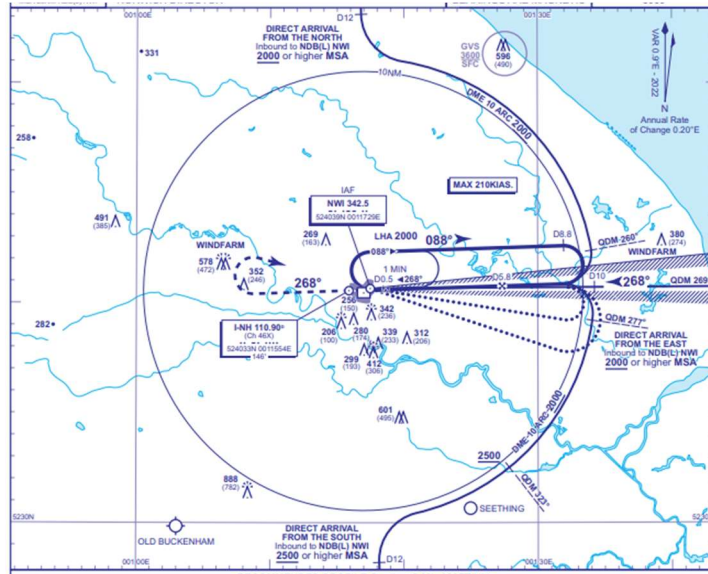 001 00E
D12
DIRECT ARRIVAL
FROM THE NORTH
Inbound to NDB(L) NWI
2000 or higher MSA
001 30E
GVS
3600
SFC
596
(490)
VAR 0.9°E - 2022
N
Annual Rate
of Change 0.20°E
331
10NM
DME 10 ARC 2000
258
IAF
NWI 342.5
524039N 0011729E
MAX 210KIAS.
491
(385)
WINDFARM
578
(472)
352
(246)
269
(163)
LHA 2000
088°
088°
D8.8
QDM 260°
380
(274)
WINDFARM
268°
1 MIN
D0.5
268°
D5.8
D10
268°
QDM 269
256
(150)
342
(236)
282
I-NH 110.90
(Ch 46X)
524033N 0011554E
146'
206
(100)
280
(174)
339
(233)
312
(206)
299
(193)
412
(306)
QDM 277°
DIRECT ARRIVAL
FROM THE EAST
Inbound to NDB(L) NWI
2000 or higher MSA
601
(495)
DME 10 ARC 2000
2500
QDM 323°
888
(782)
SEETHING
5230N
5230N
OLD BUCKENHAM
DIRECT ARRIVAL
FROM THE SOUTH
Inbound to NDB(L) NWI
2500 or higher MSA
D12
001 00E
001 30E